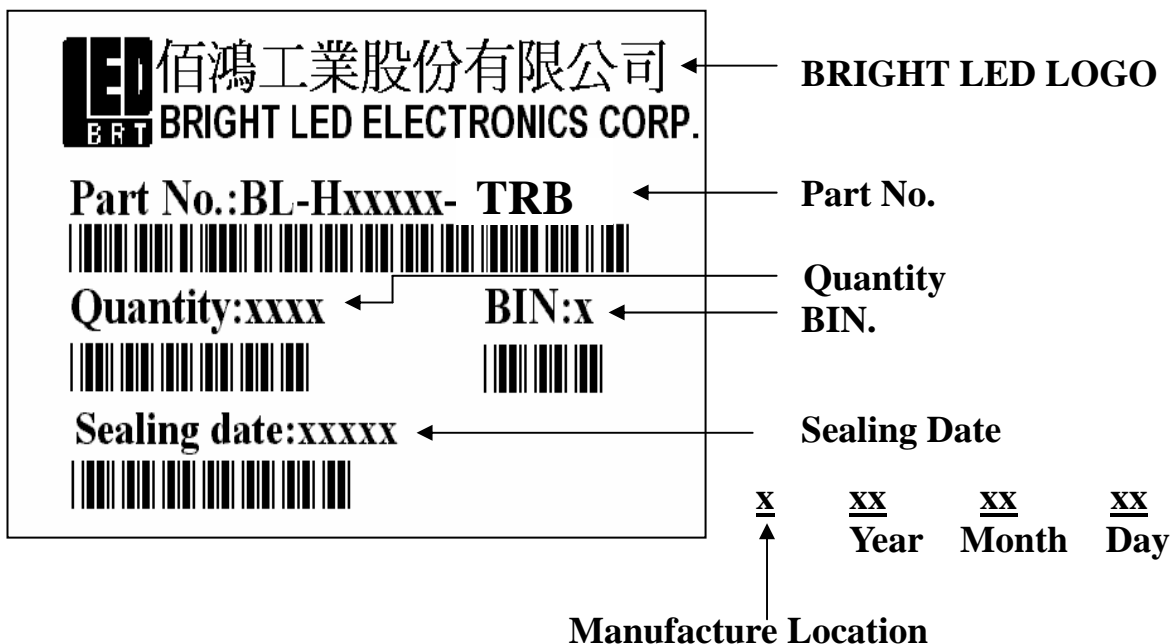 LED 佰鴻工業股份有限公司
BRT BRIGHT LED ELECTRONICS CORP.
BRIGHT LED LOGO
Part No.:BL-Hxxxxx- TRB
Part No.
Quantity:xxxx
BIN:x
Quantity
BIN.
Sealing date:xxxxx
Sealing Date
x xx xx xx
Year Month Day
Manufacture Location